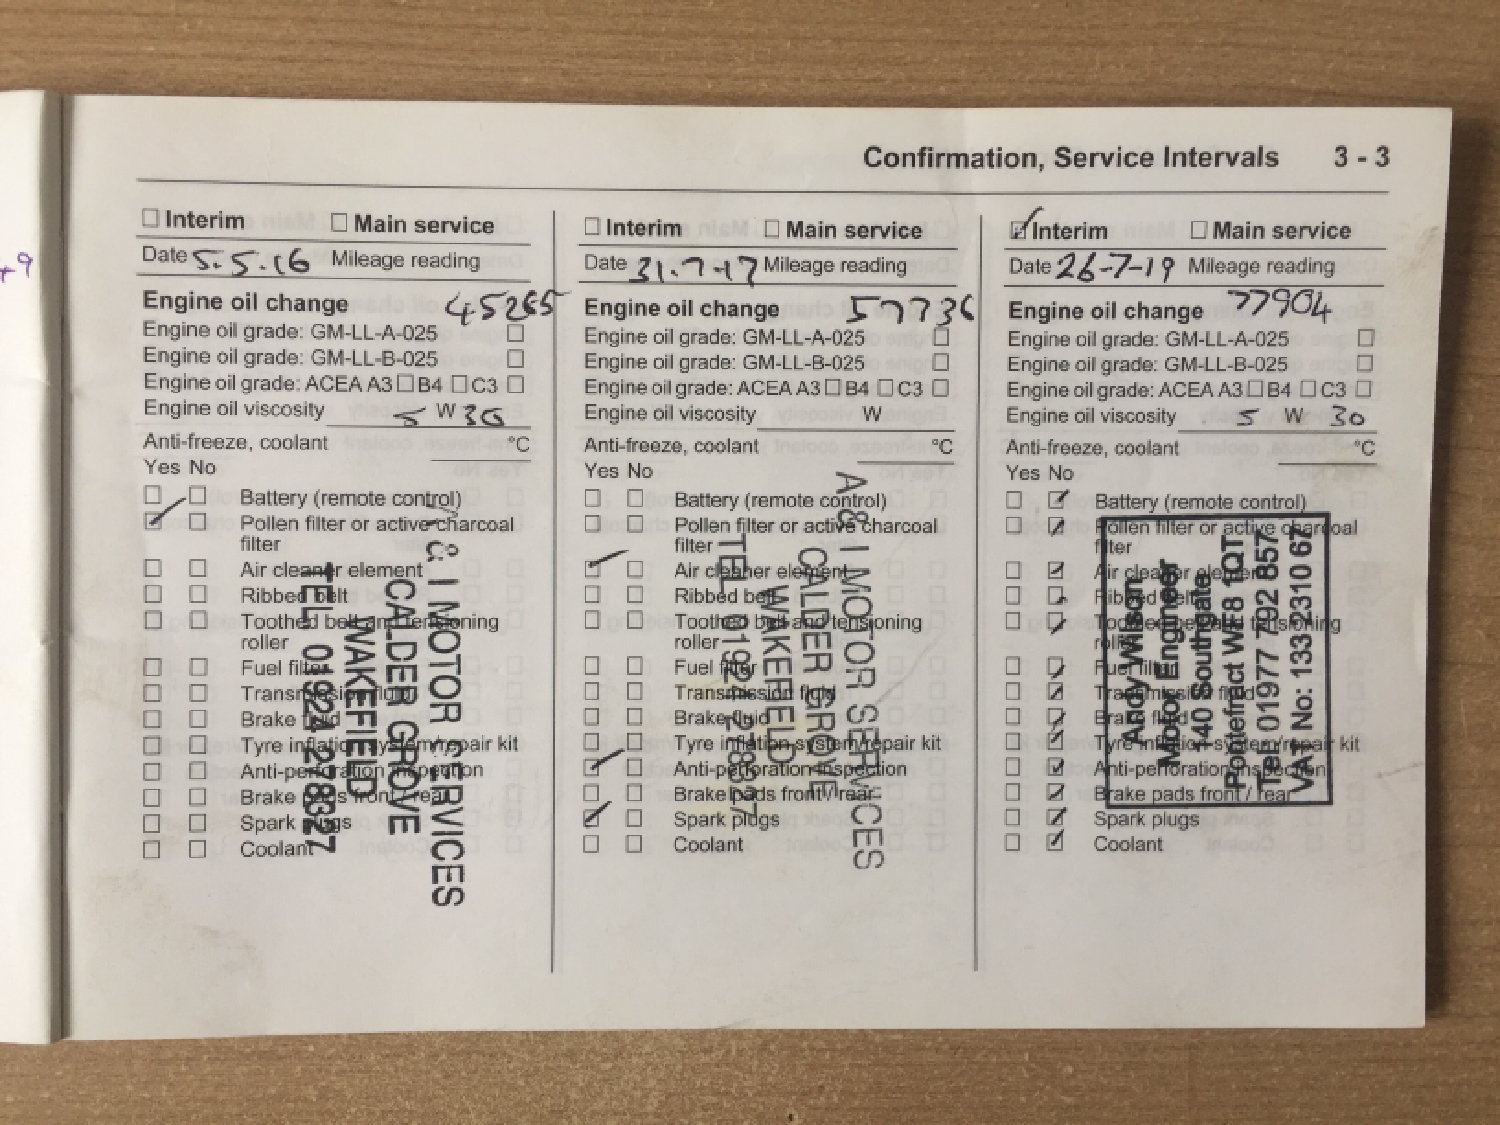 Confirmation, Service Intervals 3 - 3
Interim Main service
Date 5.5.16 Mileage reading
Engine oil change 45265
Engine oil grade: GM-LL-A-025
Engine oil grade: GM-LL-B-025
Engine oil grade: ACEA A3 B4 C3
Engine oil viscosity 5 W 30
Anti-freeze, coolant °C
Yes No
Battery (remote control)
Pollen filter or active charcoal
filter
Air cleaner element
Ribbed belt
Toothed belt and tensioning
roller
Fuel filter
Transmission fluid
Brake fluid
Tyre inflation system/repair kit
Anti-perforation inspection
Brake pads front / rear
Spark plugs
Coolant
& I MOTOR SERVICES
CALDER GROVE
WAKEFIELD
TEL 01924
Interim Main service
Date 31.7.17 Mileage reading
Engine oil change 57736
Engine oil grade: GM-LL-A-025
Engine oil grade: GM-LL-B-025
Engine oil grade: ACEA A3 B4 C3
Engine oil viscosity W
Anti-freeze, coolant °C
Yes No
Battery (remote control)
Pollen filter or active charcoal
filter
Air cleaner element
Ribbed belt
Toothed belt and tensioning
roller
Fuel filter
Transmission fluid
Brake fluid
Tyre inflation system/repair kit
Anti-perforation inspection
Brake pads front / rear
Spark plugs
Coolant
A & I MOTOR SERVICES
CALDER GROVE
WAKEFIELD
TEL 01924
Interim Main service
Date 26-7-19 Mileage reading
Engine oil change 77904
Engine oil grade: GM-LL-A-025
Engine oil grade: GM-LL-B-025
Engine oil grade: ACEA A3 B4 C3
Engine oil viscosity 5 W 30
Anti-freeze, coolant °C
Yes No
Battery (remote control)
Pollen filter or active charcoal
filter
Air cleaner element
Ribbed belt
Toothed belt and tensioning
roller
Fuel filter
Transmission fluid
Brake fluid
Tyre inflation system/repair kit
Anti-perforation inspection
Brake pads front / rear
Spark plugs
Coolant
Andy Wilson
Motor Engineer
40 Southgate
Pontefract WF8 1QT
Tel: 01977 792 857
VAT No: 133 2310 67